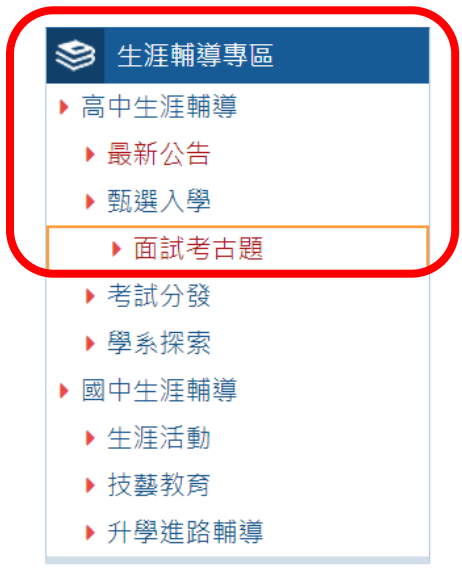 生涯輔導專區
高中生涯輔導
最新公告
甄選入學
面試考古題
考試分發
學系探索
國中生涯輔導
生涯活動
技藝教育
升學進路輔導